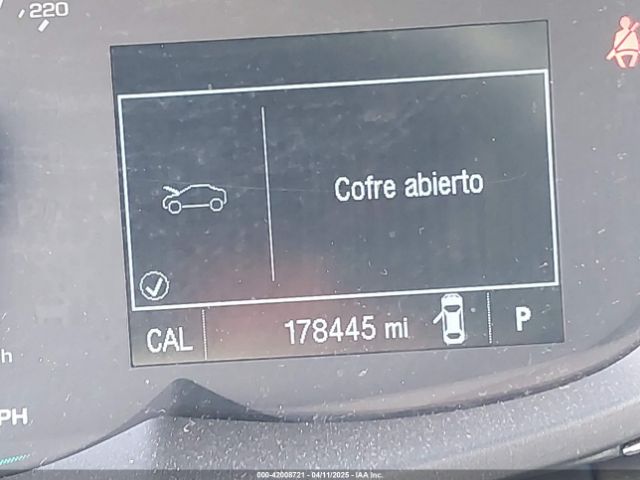 220
Cofre abierto
CAL 178445 mi P
h
PH
000-42008721 - 04/11/2025 - IAA Inc.